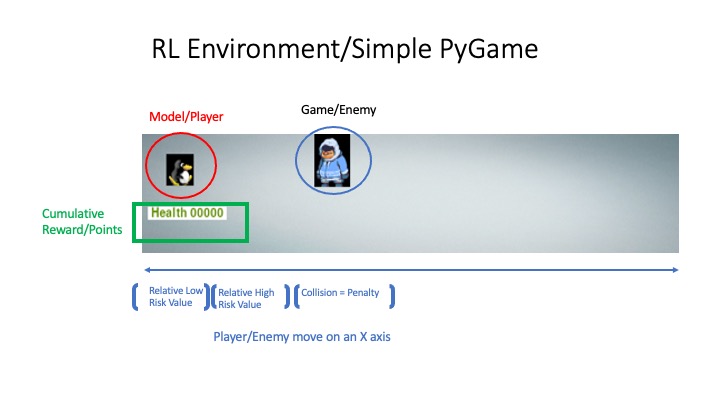 RL Environment/Simple PyGame
Model/Player
Game/Enemy
Cumulative
Reward/Points
Health 00000
Relative Low
Risk Value
Relative High
Risk Value
Collision = Penalty
Player/Enemy move on an X axis